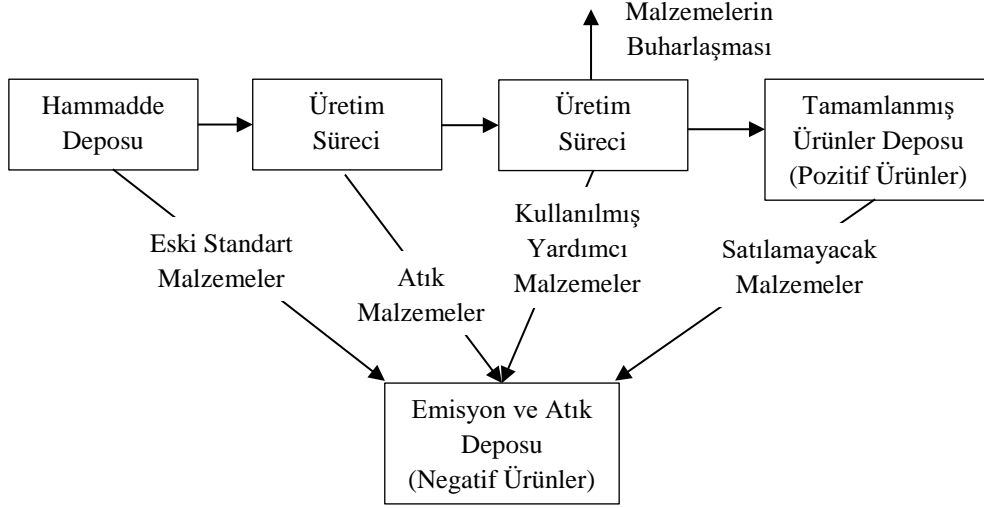 Malzemelerin
Buharlaşması
Hammadde
Deposu
Üretim
Süreci
Üretim
Süreci
Tamamlanmış
Ürünler Deposu
(Pozitif Ürünler)
Eski Standart
Malzemeler
Atık
Malzemeler
Kullanılmış
Yardımcı
Malzemeler
Satılamayacak
Malzemeler
Emisyon ve Atık
Deposu
(Negatif Ürünler)